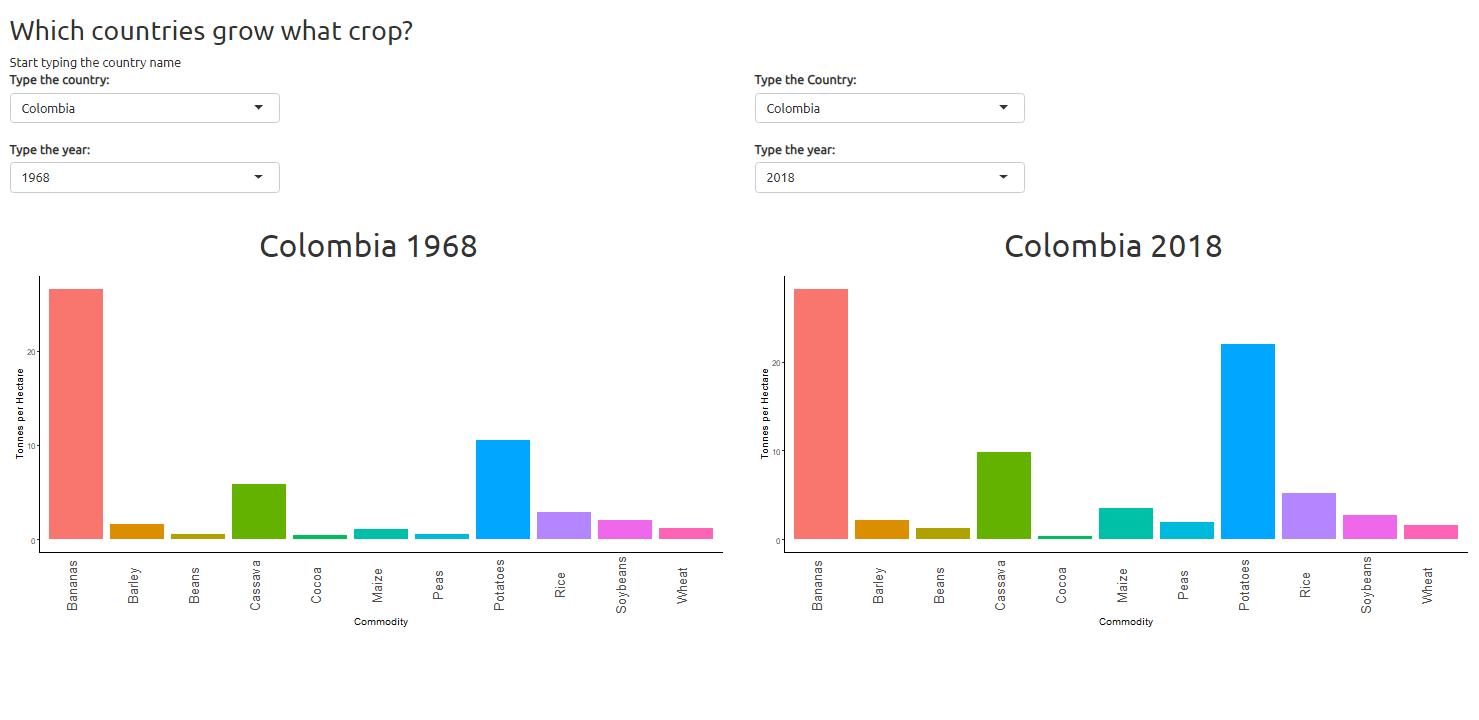 Which countries grow what crop?
Start typing the country name
Type the country:
Colombia
Type the year:
1968
Type the Country:
Colombia
Type the year:
2018
Colombia 1968
Tonnes per Hectare
20
10
0
Bananas
Barley
Beans
Cassava
Cocoa
Maize
Peas
Potatoes
Rice
Soybeans
Wheat
Commodity
Colombia 2018
Tonnes per Hectare
20
10
0
Bananas
Barley
Beans
Cassava
Cocoa
Maize
Peas
Potatoes
Rice
Soybeans
Wheat
Commodity